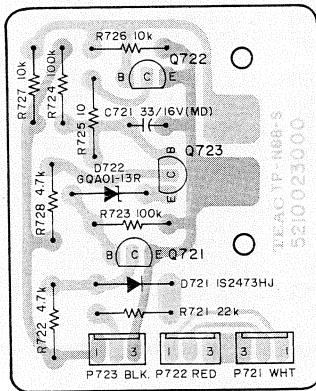 R726 10k
Q722
B C E
R727 10k
R724 100k
R725 10
C721 33/16V(MD)
Q723
B
C
E
D722
GQA01-13R
R728 4.7k
R723 100k
Q721
B C E
D721 1S2473HJ
R722 4.7k
R721 22k
1 3
3
1 3
P723 BLK.
P722 RED
P721 WHT
TEAC TP-N68-S
5210023000